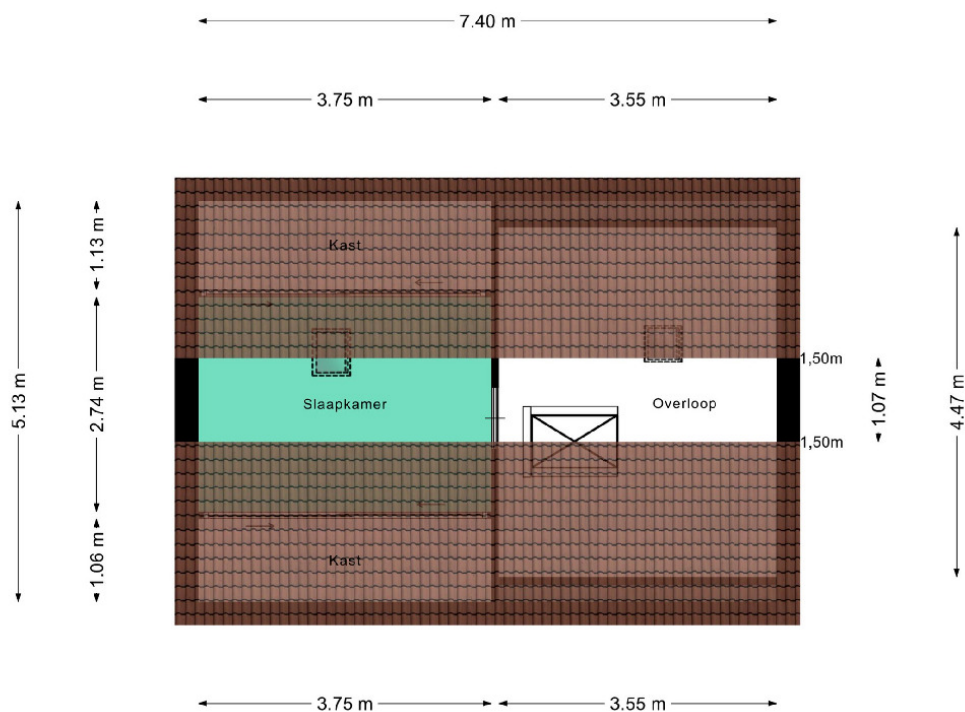 7.40 m
3.75 m
3.55 m
5.13 m
1.13 m
2.74 m
1.06 m
Kast
Slaapkamer
Overloop
Kast
1,50m
1,50m
1.07 m
4.47 m
3.75 m
3.55 m